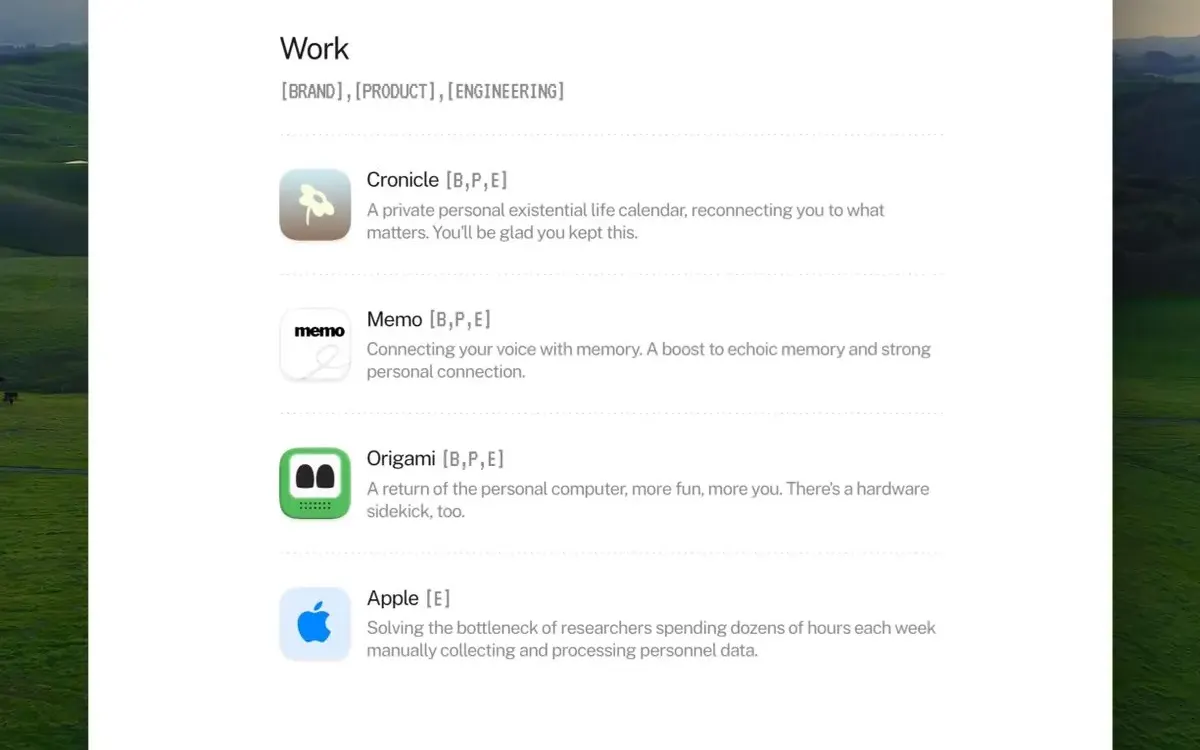 Work
[BRAND],[PRODUCT],[ENGINEERING]
Cronicle [B,P,E]
A private personal existential life calendar, reconnecting you to what
matters. You'll be glad you kept this.
memo
Memo [B,P,E]
Connecting your voice with memory. A boost to echoic memory and strong
personal connection.
Origami [B,P,E]
A return of the personal computer, more fun, more you. There's a hardware
sidekick, too.
Apple [E]
Solving the bottleneck of researchers spending dozens of hours each week
manually collecting and processing personnel data.